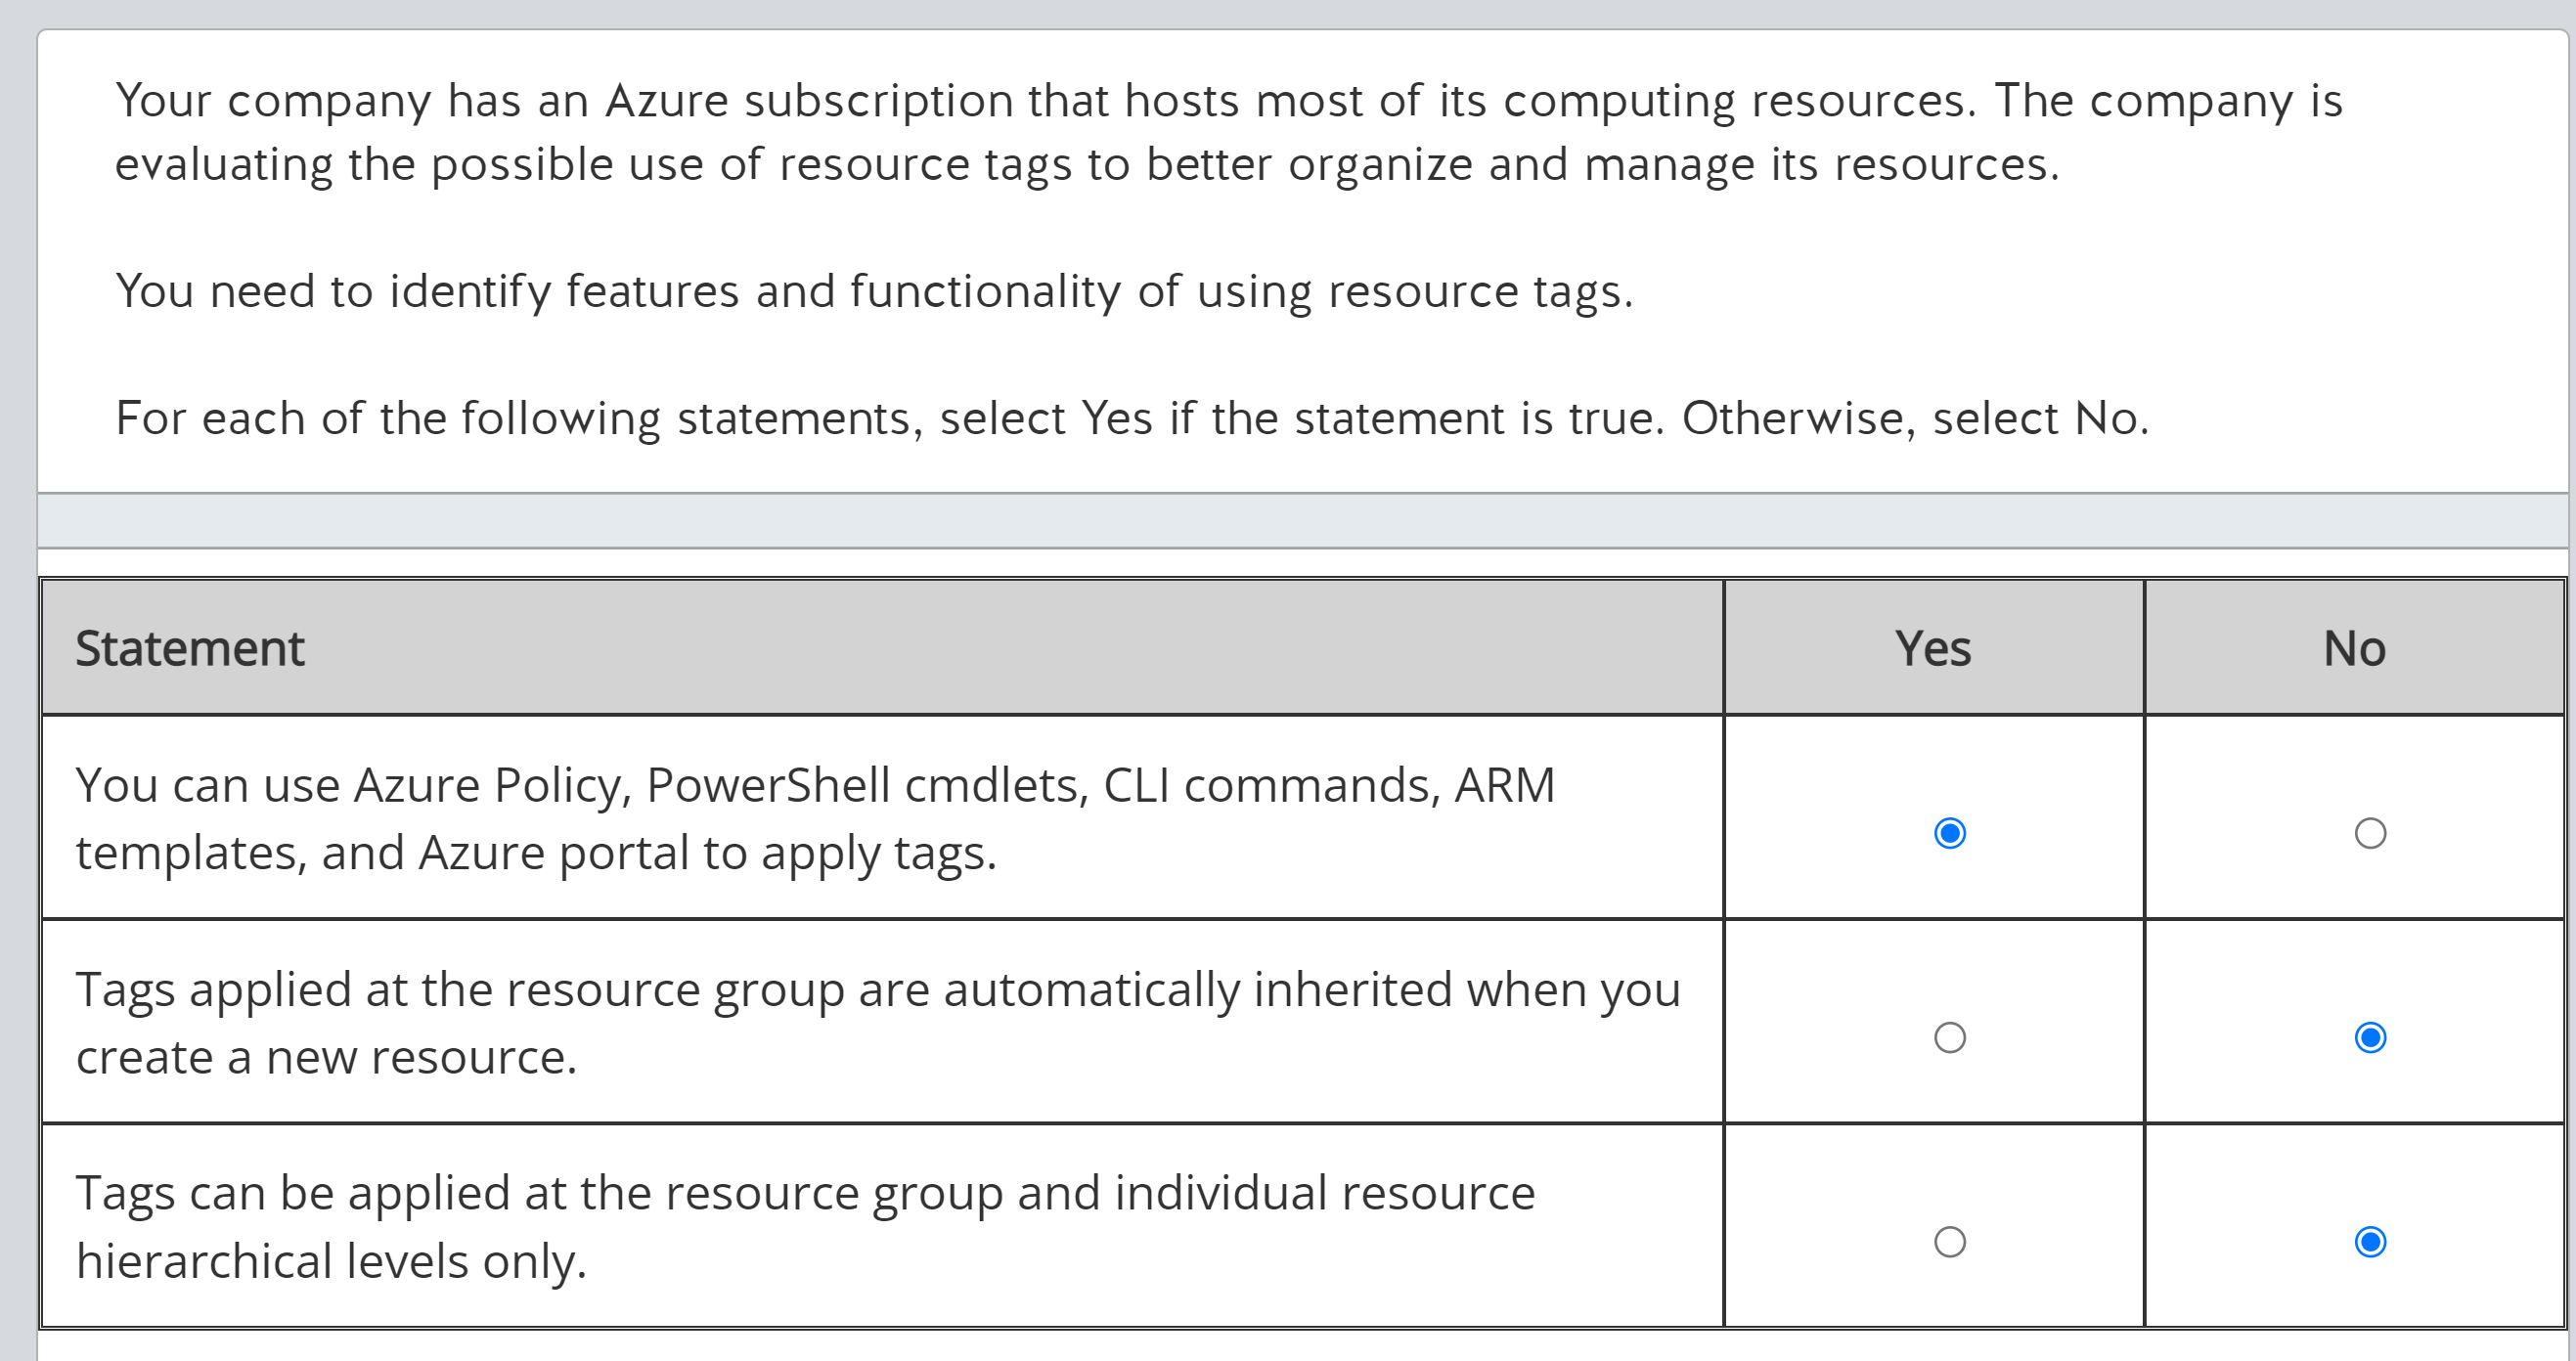 Your company has an Azure subscription that hosts most of its computing resources. The company is
evaluating the possible use of resource tags to better organize and manage its resources.
You need to identify features and functionality of using resource tags.
For each of the following statements, select Yes if the statement is true. Otherwise, select No.
Statement Yes No
You can use Azure Policy, PowerShell cmdlets, CLI commands, ARM
templates, and Azure portal to apply tags.
Tags applied at the resource group are automatically inherited when you
create a new resource.
Tags can be applied at the resource group and individual resource
hierarchical levels only.